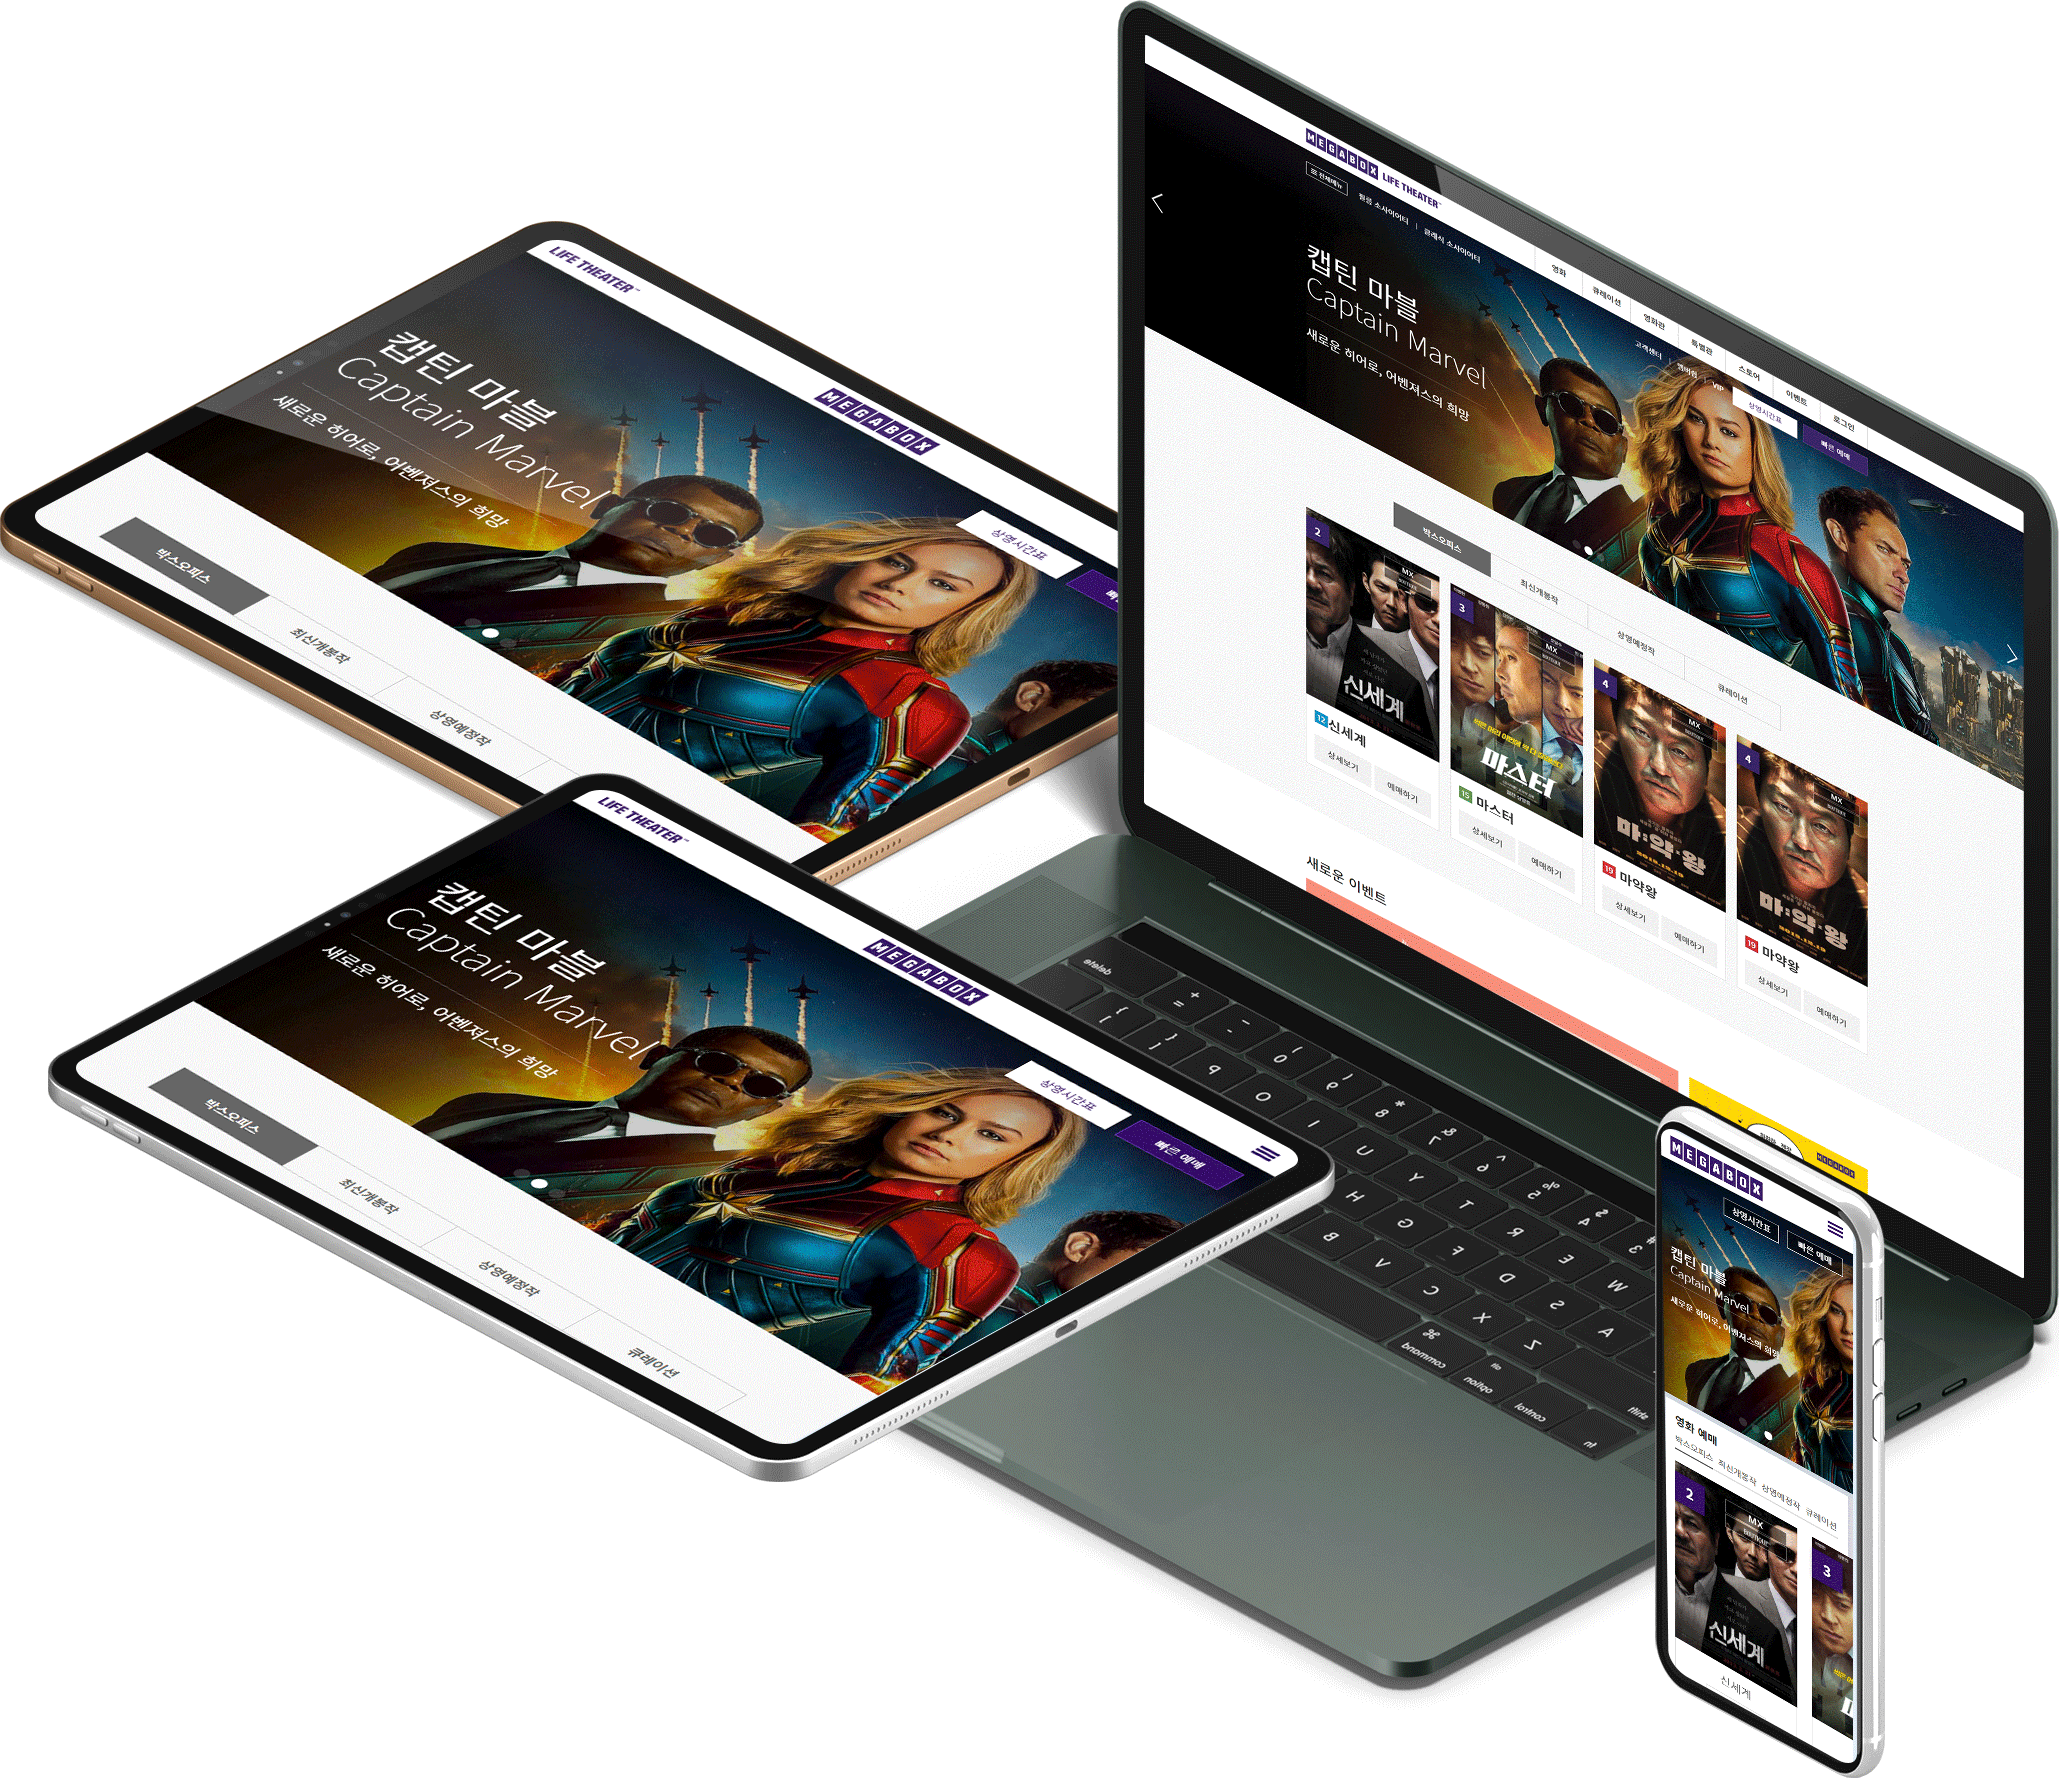 LIFE THEATER™
MEGABOX
캡틴 마블
Captain Marvel
새로운 히어로, 어벤져스의 희망
상영시간표
박스오피스
최신개봉작
상영예정작
LIFE THEATER™
MEGABOX
캡틴 마블
Captain Marvel
새로운 히어로, 어벤져스의 희망
상영시간표
빠른 예매
박스오피스
최신개봉작
상영예정작
큐레이션
MEGABOX LIFE THEATER™
전체메뉴
필름 소사이어티
클래식 소사이어티
영화
큐레이션
영화관
특별관
스토어
이벤트
로그인
고객센터
멤버쉽
VIP
상영시간표
빠른 예매
캡틴 마블
Captain Marvel
새로운 히어로, 어벤져스의 희망
박스오피스
최신개봉작
상영예정작
큐레이션
2
MX
신세계
12 신세계
상세보기
예매하기
3
MX
마스터
15 마스터
상세보기
예매하기
4
MX
마약왕
19 마약왕
상세보기
예매하기
4
MX
마약왕
19 마약왕
상세보기
예매하기
새로운 이벤트
MEGABOX
delete
command
option
control
shift
fn
MEGABOX
상영시간표
빠른 예매
캡틴 마블
Captain Marvel
새로운 히어로, 어벤져스의 희망
영화 예매
박스오피스
최신개봉작
상영예정작
큐레이션
2
MX
신세계
신세계
3